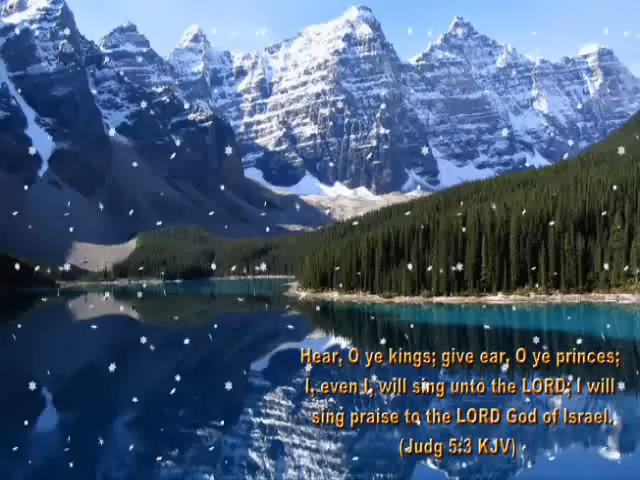 Hear, O ye kings; give ear, O ye princes;
I, even I, will sing unto the LORD; I will
sing praise to the LORD God of Israel.
(Judg 5:3 KJV)